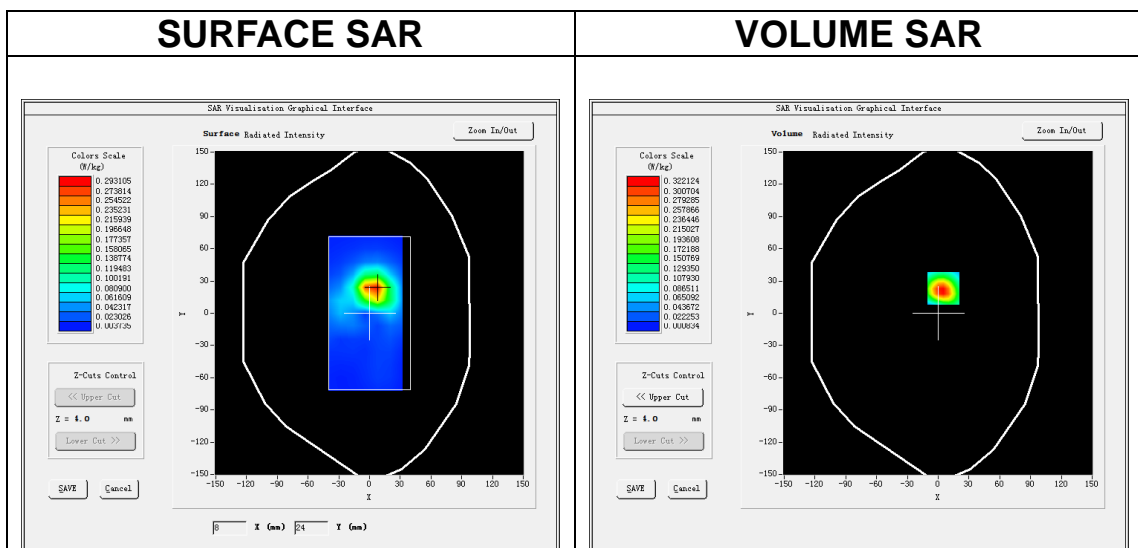 SURFACE SAR
VOLUME SAR
SAR Visualisation Graphical Interface
Surface Radiated Intensity
Zoom In/Out
Colors Scale
(W/kg)
0.293105
0.273814
0.254522
0.235231
0.215939
0.196648
0.177357
0.158065
0.138774
0.119483
0.100191
0.080900
0.061609
0.042317
0.023026
0.003735
150
120
90
60
30
0
-30
-60
-90
-120
-150
Y
-150 -120 -90 -60 -30 0 30 60 90 120 150
X
Z-Cuts Control
<< Upper Cut
Z = 4.0 mm
Lower Cut >>
SAVE Cancel
8 X (mm) 24 Y (mm)
SAR Visualisation Graphical Interface
Volume Radiated Intensity
Zoom In/Out
Colors Scale
(W/kg)
0.322124
0.300704
0.279285
0.257866
0.236446
0.215027
0.193608
0.172188
0.150769
0.129350
0.107930
0.086511
0.065092
0.043672
0.022253
0.000834
150
120
90
60
30
0
-30
-60
-90
-120
-150
Y
-150 -120 -90 -60 -30 0 30 60 90 120 150
X
Z-Cuts Control
<< Upper Cut
Z = 4.0 mm
Lower Cut >>
SAVE Cancel